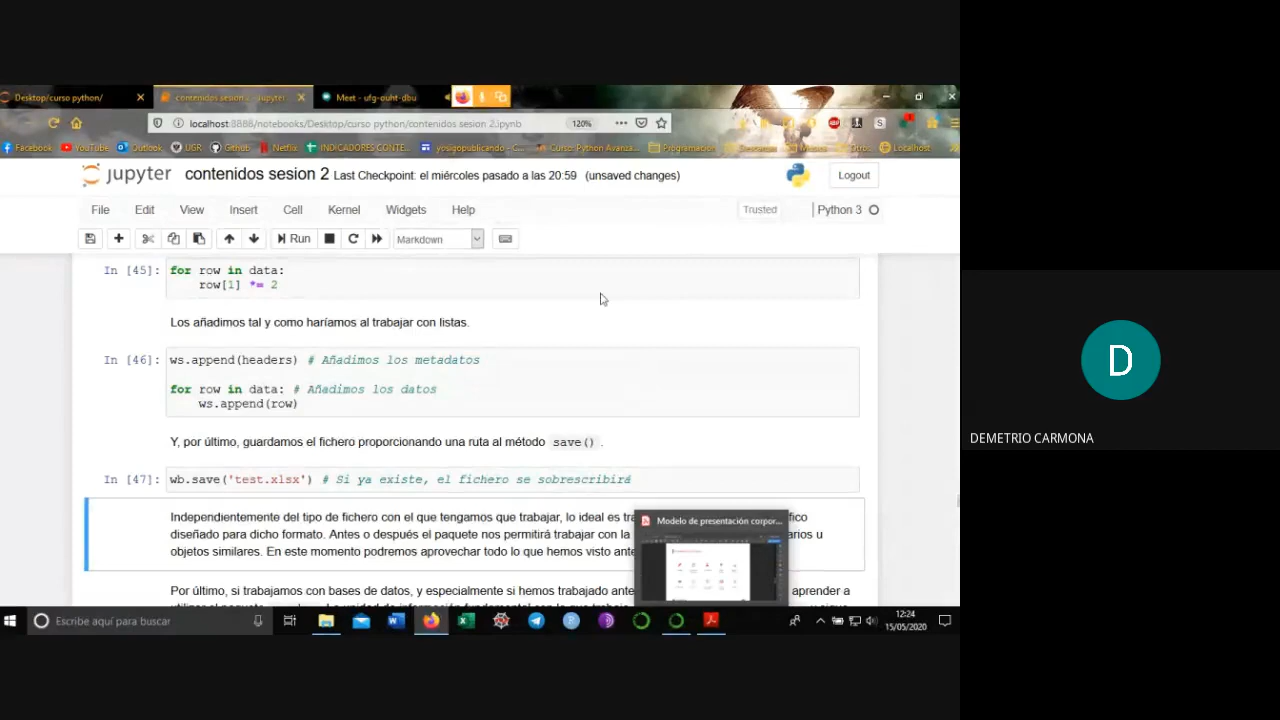 Desktop/curso python/
contenidos sesion 2 - Jupyter
Meet - ufg-ouht-dbu
localhost:8888/notebooks/Desktop/curso python/contenidos sesion 2.ipynb
120%
Facebook
YouTube
Outlook
UGR
Github
Netflix
INDICADORES CONTE...
yosigopublicando - C...
Curso: Python Avanza...
Programación
Descargas
Música
Otro
Localhost
jupyter
contenidos sesion 2 Last Checkpoint: el miércoles pasado a las 20:59 (unsaved changes)
Logout
File Edit View Insert Cell Kernel Widgets Help
Trusted
Python 3
Run
Markdown
In [45]: for row in data:
row[1] *= 2
Los añadimos tal y como haríamos al trabajar con listas.
In [46]: ws.append(headers) # Añadimos los metadatos
for row in data: # Añadimos los datos
ws.append(row)
Y, por último, guardamos el fichero proporcionando una ruta al método save() .
In [47]: wb.save('test.xlsx') # Si ya existe, el fichero se sobrescribirá
Independientemente del tipo de fichero con el que tengamos que trabajar, lo ideal es tra fico
diseñado para dicho formato. Antes o después el paquete nos permitirá trabajar con la arios u
objetos similares. En este momento podremos aprovechar todo lo que hemos visto ante
Modelo de presentación corpor...
Por último, si trabajamos con bases de datos, y especialmente si hemos trabajado ante aprender a
Escribe aquí para buscar
12:24
15/05/2020
D
DEMETRIO CARMONA